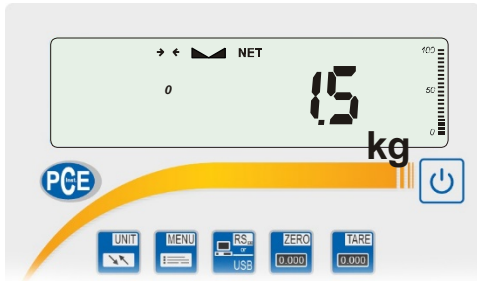 → ← NET 100
0 1.5 50
0
kg
PCE
UNIT MENU RS232 or USB ZERO 0.000 TARE 0.000